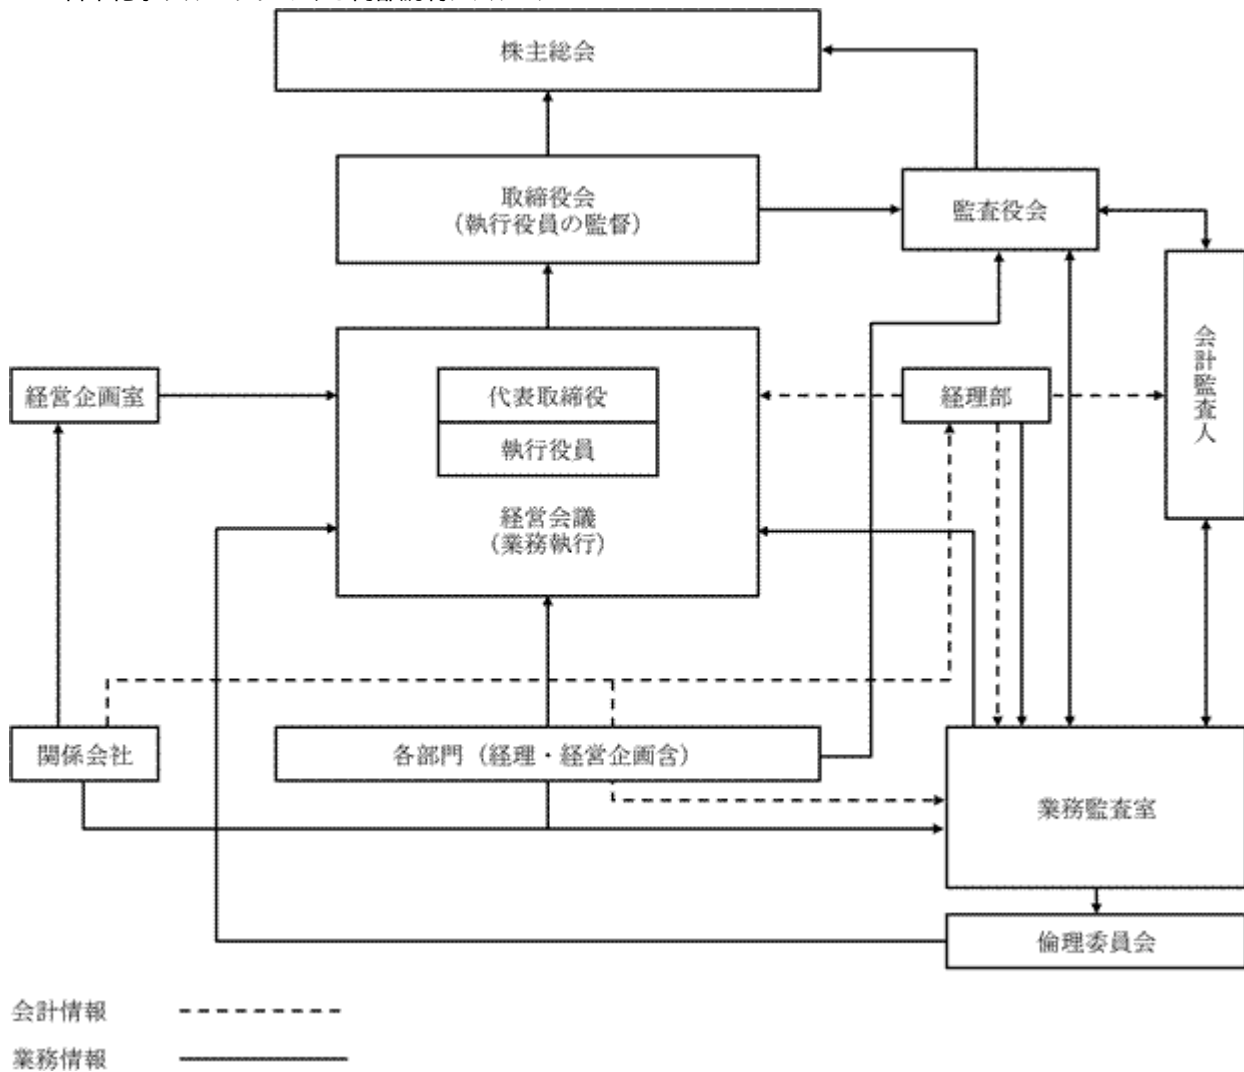 株主総会
取締役会
(執行役員の監督)
監査役会
会計監査人
経営企画室
代表取締役
執行役員
経営会議
(業務執行)
経理部
関係会社
各部門（経理・経営企画含）
業務監査室
倫理委員会
会計情報
業務情報